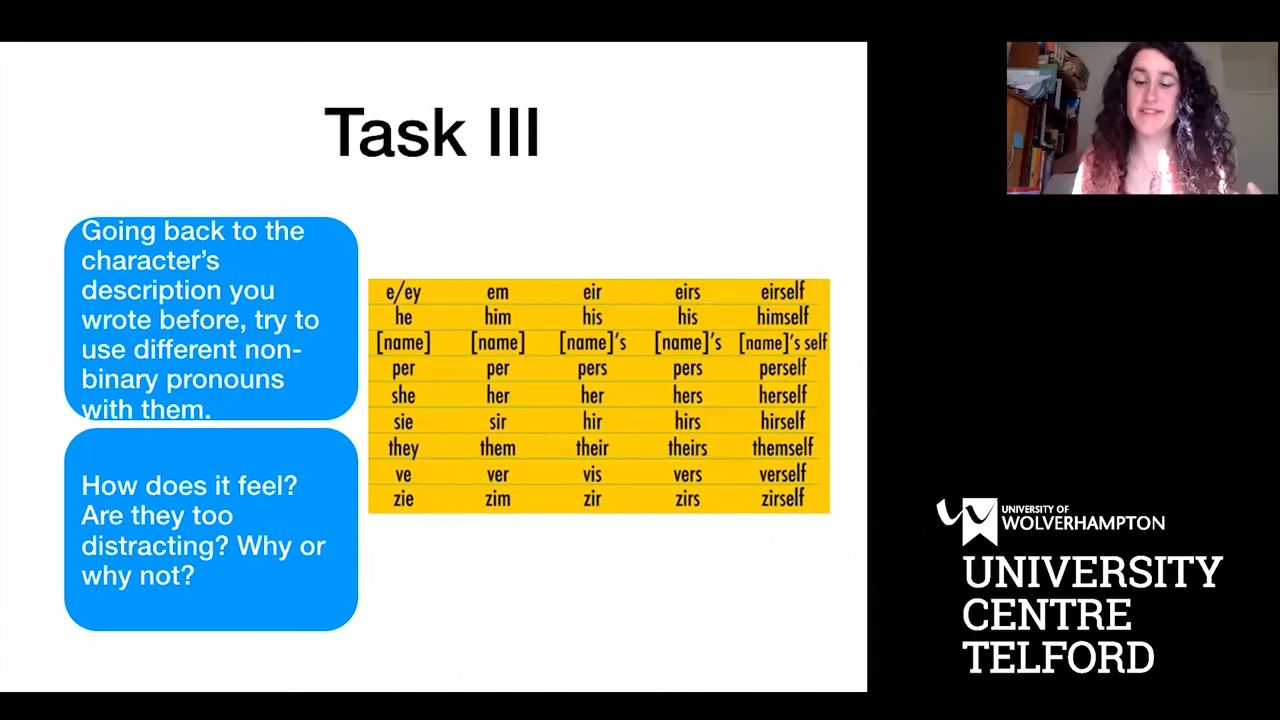 Task III
Going back to the
character's
description you
wrote before, try to
use different non-
binary pronouns
with them.
How does it feel?
Are they too
distracting? Why or
why not?
e/ey em eir eirs eirself
he him his his himself
[name] [name] [name]'s [name]'s [name]'s self
per per pers pers perself
she her her hers herself
sie sir hir hirs hirself
they them their theirs themself
ve ver vis vers verself
zie zim zir zirs zirself
UNIVERSITY OF
WOLVERHAMPTON
UNIVERSITY
CENTRE
TELFORD